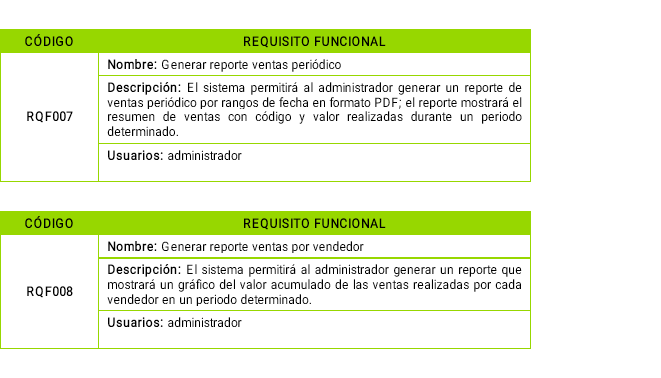 CÓDIGO REQUISITO FUNCIONAL
Nombre: Generar reporte ventas periódico
Descripción: El sistema permitirá al administrador generar un reporte de
ventas periódico por rangos de fecha en formato PDF; el reporte mostrará el
RQF007
resumen de ventas con código y valor realizadas durante un periodo
determinado.
Usuarios: administrador
CÓDIGO REQUISITO FUNCIONAL
Nombre: Generar reporte ventas por vendedor
Descripción: El sistema permitirá al administrador generar un reporte que
mostrará un gráfico del valor acumulado de las ventas realizadas por cada
RQF008
vendedor en un periodo determinado.
Usuarios: administrador